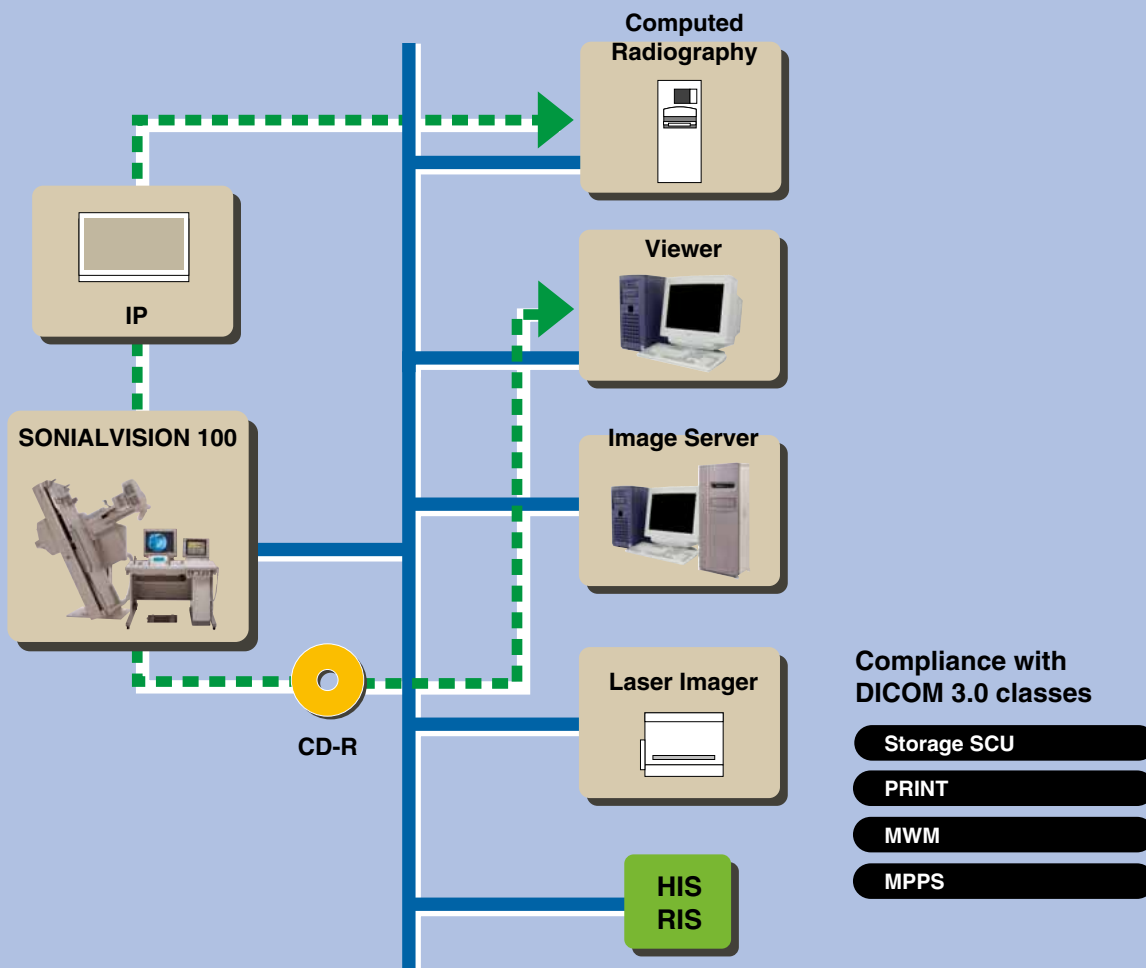 Computed
Radiography
IP
Viewer
SONIALVISION 100
Image Server
CD-R
Laser Imager
HIS
RIS
Compliance with
DICOM 3.0 classes
Storage SCU
PRINT
MWM
MPPS